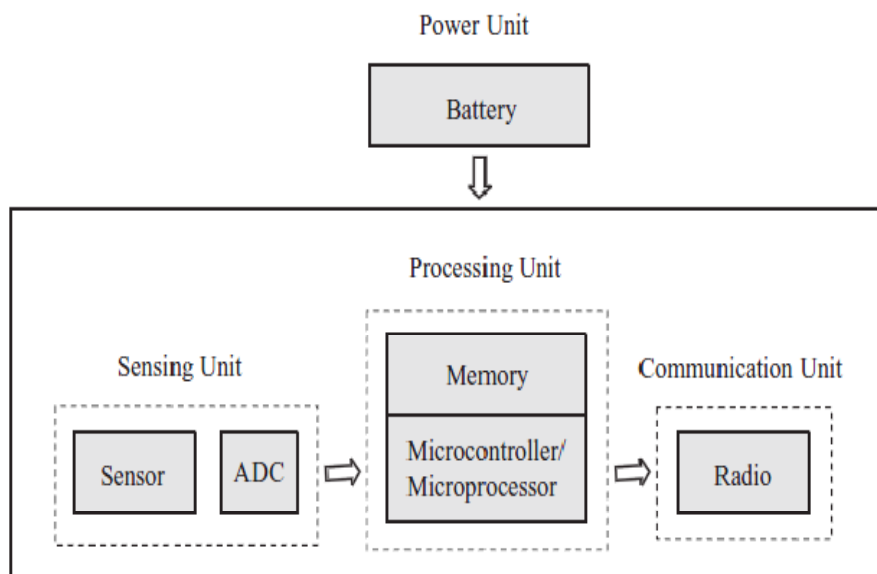 Power Unit
Battery
Processing Unit
Sensing Unit
Memory
Communication Unit
Sensor
ADC
Microcontroller/
Microprocessor
Radio